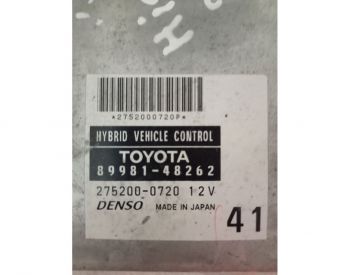 *2752000720P*
HYBRID VEHICLE CONTROL
TOYOTA
89981-48262
275200-0720 12V
DENSO MADE IN JAPAN
41